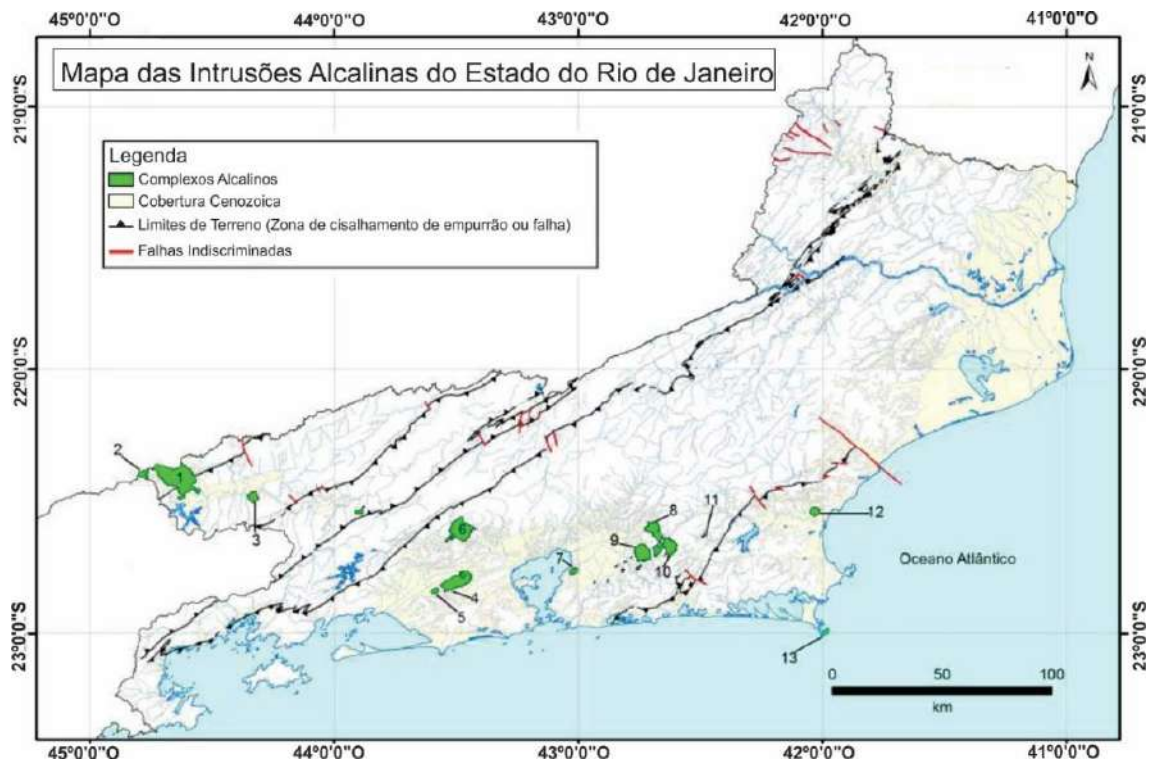 45°0'0"O 44°0'0"O 43°0'0"O 42°0'0"O 41°0'0"O
Mapa das Intrusões Alcalinas do Estado do Rio de Janeiro
N
21°0'0"S
21°0'0"S
Legenda
Complexos Alcalinos
Cobertura Cenozoica
Limites de Terreno (Zona de cisalhamento de empurrão ou falha)
Falhas Indiscriminadas
22°0'0"S
22°0'0"S
2
1
3
6
8
11
12
9
7
10
Oceano Atlântico
5
4
23°0'0"S
23°0'0"S
13
0 50 100
km
45°0'0"O 44°0'0"O 43°0'0"O 42°0'0"O 41°0'0"O